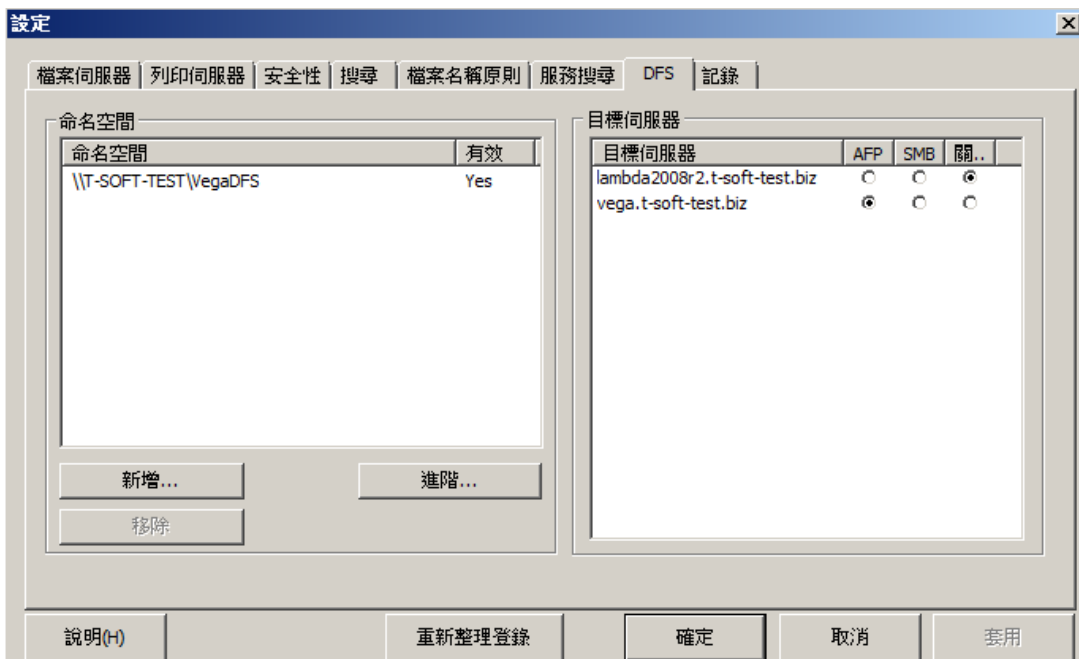 設定
檔案伺服器 列印伺服器 安全性 搜尋 檔案名稱原則 服務搜尋 DFS 記錄
命名空間
命名空間 有效
\\T-SOFT-TEST\VegaDFS Yes
新增... 進階...
移除
目標伺服器
目標伺服器 AFP SMB 關..
lambda2008r2.t-soft-test.biz
vega.t-soft-test.biz
說明(H) 重新整理登錄 確定 取消 套用